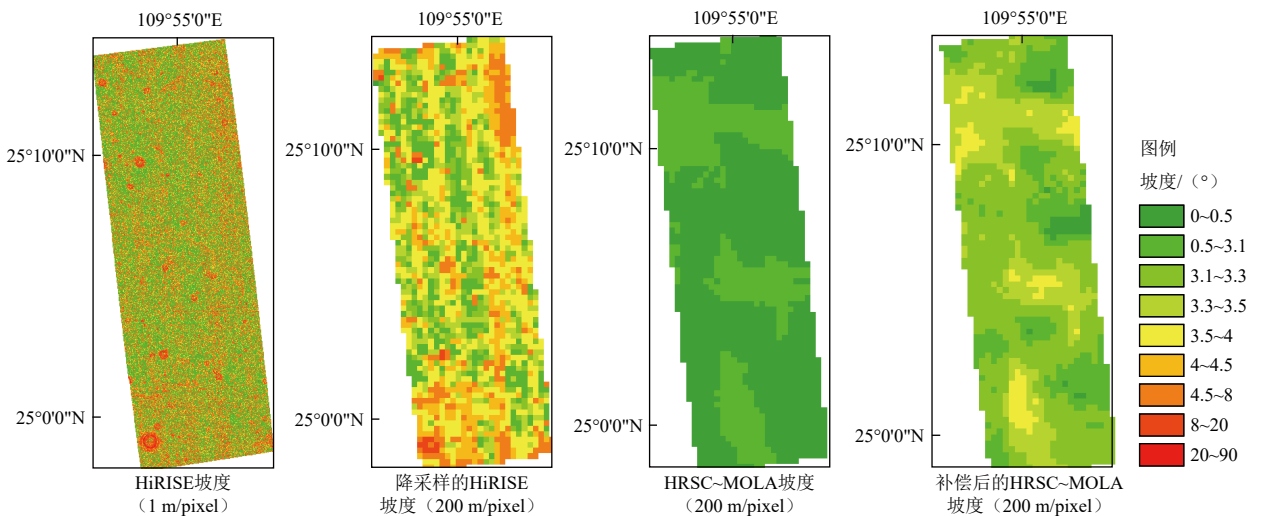 109°55'0"E
109°55'0"E
109°55'0"E
109°55'0"E
25°10'0"N
25°10'0"N
25°10'0"N
25°10'0"N
25°0'0"N
25°0'0"N
25°0'0"N
25°0'0"N
HiRISE坡度
（1 m/pixel）
降采样的HiRISE
坡度（200 m/pixel）
HRSC~MOLA坡度
（200 m/pixel）
补偿后的HRSC~MOLA
坡度（200 m/pixel）
图例
坡度/（°）
0~0.5
0.5~3.1
3.1~3.3
3.3~3.5
3.5~4
4~4.5
4.5~8
8~20
20~90